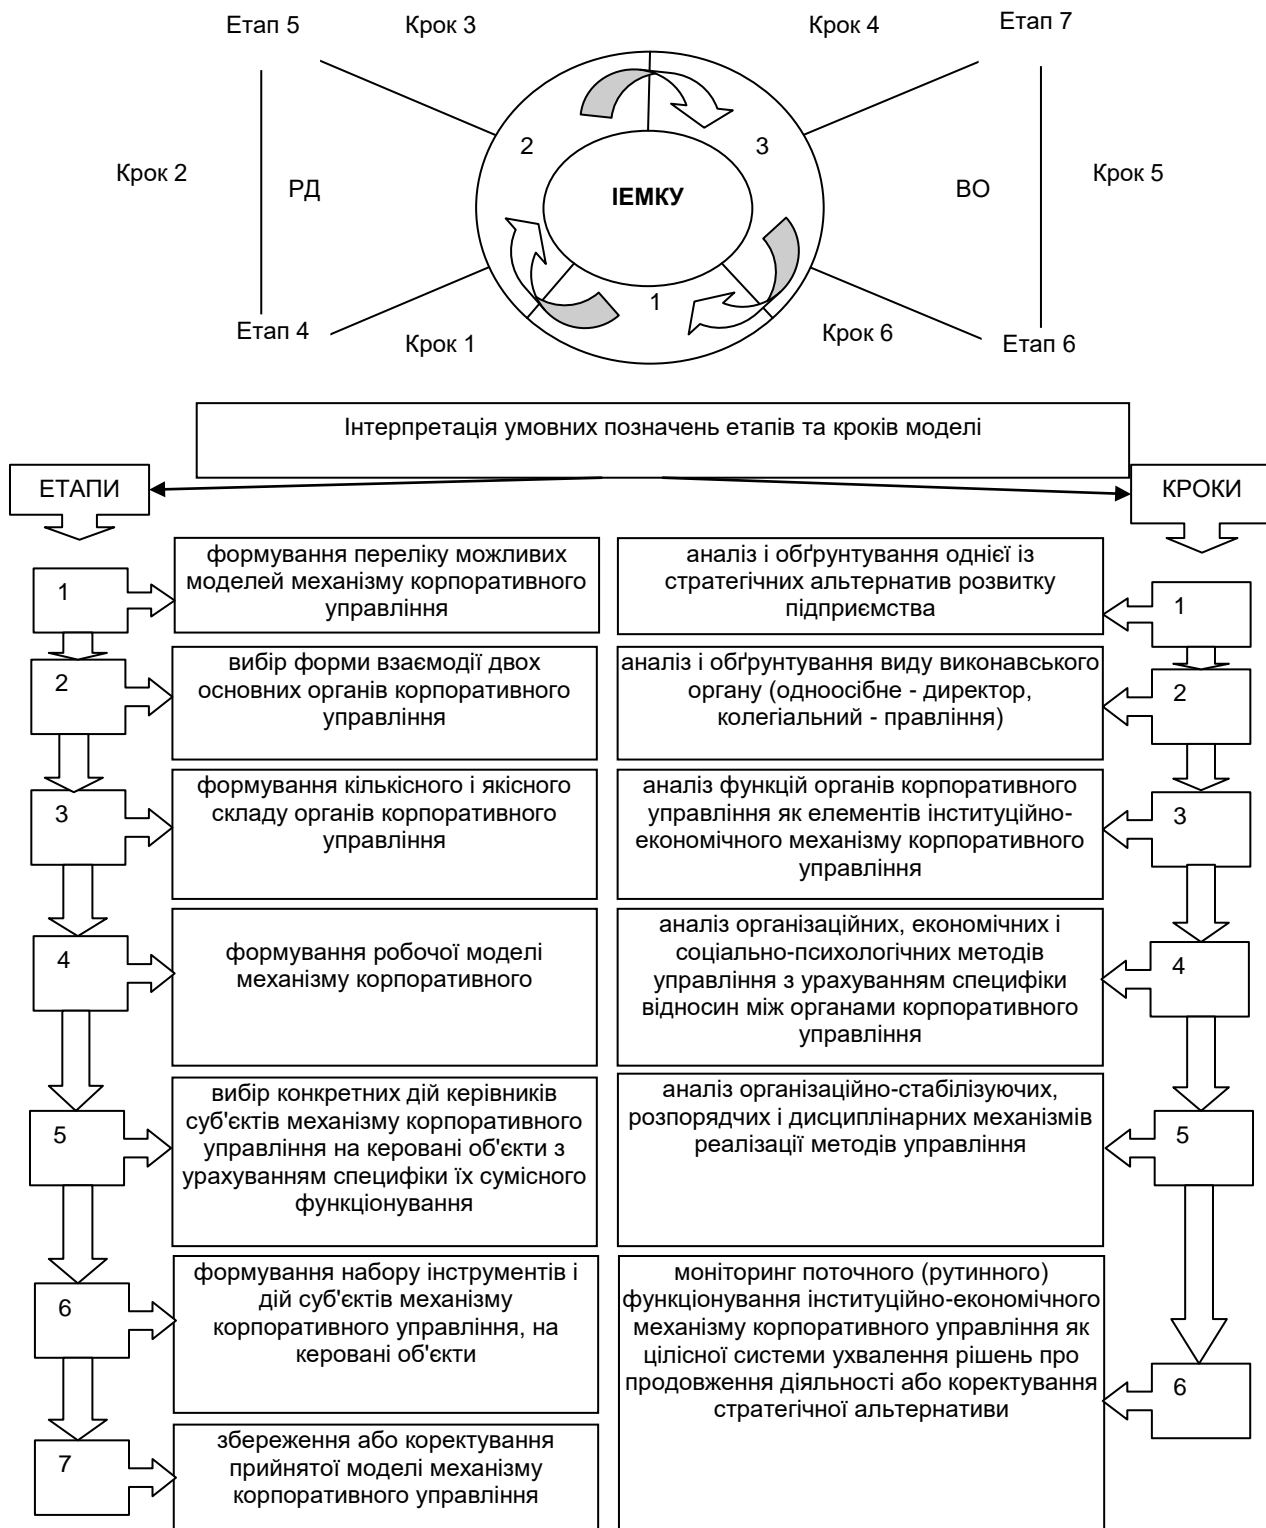 Етап 5
Крок 3
Крок 4
Етап 7
2
3
Крок 2
РД
ІЕМКУ
ВО
Крок 5
1
Етап 4
Крок 1
Крок 6
Етап 6
Інтерпретація умовних позначень етапів та кроків моделі
ЕТАПИ
КРОКИ
1
формування переліку можливих
моделей механізму корпоративного
управління
аналіз і обґрунтування однієї із
стратегічних альтернатив розвитку
підприємства
1
2
вибір форми взаємодії двох
основних органів корпоративного
управління
аналіз і обґрунтування виду виконавського
органу (одноосібне - директор,
колегіальний - правління)
2
3
формування кількісного і якісного
складу органів корпоративного
управління
аналіз функцій органів корпоративного
управління як елементів інституційно-
економічного механізму корпоративного
управління
3
4
формування робочої моделі
механізму корпоративного
аналіз організаційних, економічних і
соціально-психологічних методів
управління з урахуванням специфіки
відносин між органами корпоративного
управління
4
5
вибір конкретних дій керівників
суб'єктів механізму корпоративного
управління на керовані об'єкти з
урахуванням специфіки їх сумісного
функціонування
аналіз організаційно-стабілізуючих,
розпорядчих і дисциплінарних механізмів
реалізації методів управління
5
6
формування набору інструментів і
дій суб'єктів механізму
корпоративного управління, на
керовані об'єкти
моніторинг поточного (рутинного)
функціонування інституційно-економічного
механізму корпоративного управління як
цілісної системи ухвалення рішень про
продовження діяльності або коректування
стратегічної альтернативи
6
7
збереження або коректування
прийнятої моделі механізму
корпоративного управління